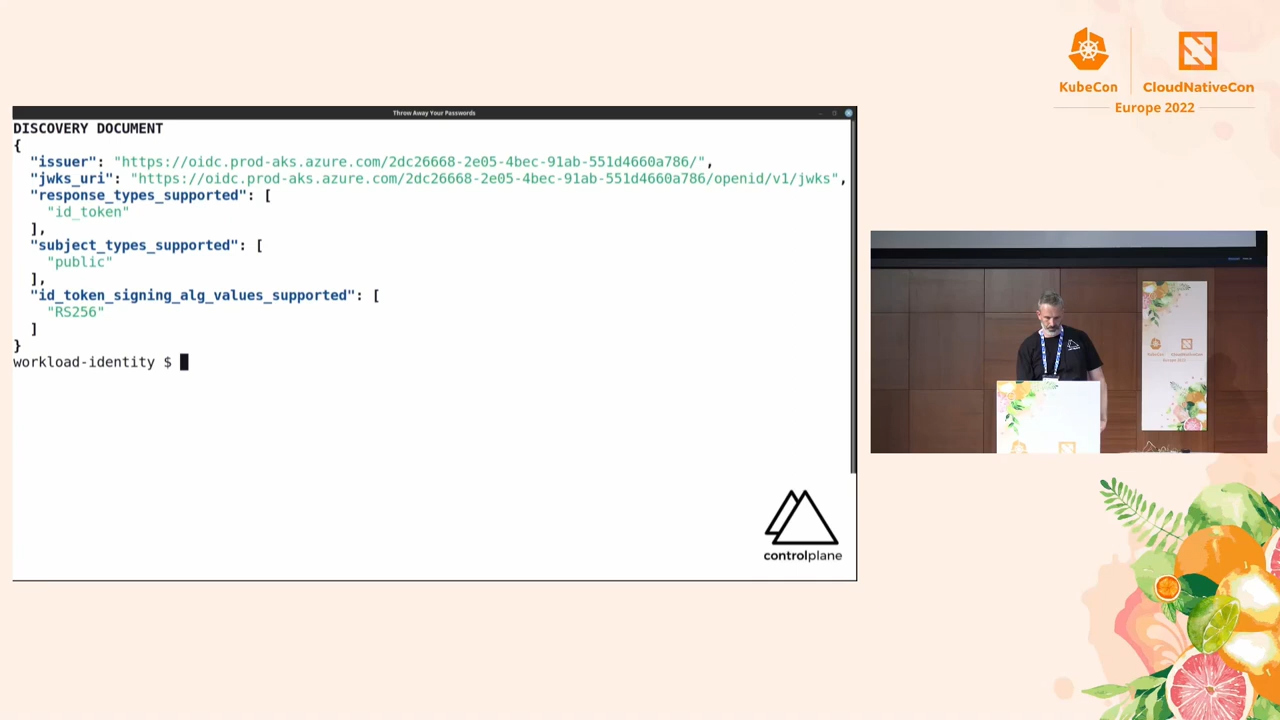 KubeCon
CloudNativeCon
Europe 2022
Threw Away Your Passwords
DISCOVERY DOCUMENT
{
"issuer": "https://oidc.prod-aks.azure.com/2dc26668-2e05-4bec-91ab-551d4660a786/",
"jwks_uri": "https://oidc.prod-aks.azure.com/2dc26668-2e05-4bec-91ab-551d4660a786/openid/v1/jwks",
"response_types_supported": [
"id_token"
],
"subject_types_supported": [
"public"
],
"id_token_signing_alg_values_supported": [
"RS256"
]
}
workload-identity $
controlplane